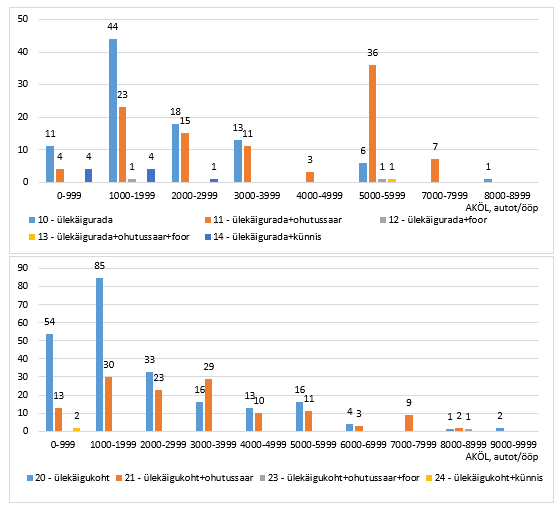 50
40
30
20
10
0
11 4 4
44 23 1 4
18 15 1
13 11
3
6 36 1 1
7
1
0-999 1000-1999 2000-2999 3000-3999 4000-4999 5000-5999 7000-7999 8000-8999
AKÖL, autot/ööp
10 - ülekäigurada 11 - ülekäigurada+ohutussaar 12 - ülekäigurada+foor
13 - ülekäigurada+ohutussaar+foor 14 - ülekäigurada+künnis
90
80
70
60
50
40
30
20
10
0
54 13 2
85 30
33 23
16 29
13 10
16 11
4 3
9
1 2 1
2
0-999 1000-1999 2000-2999 3000-3999 4000-4999 5000-6999 6000-6999 7000-7999 8000-8999 9000-9999
AKÖL, autot/ööp
20 - ülekäigukoht 21 - ülekäigukoht+ohutussaar 23 - ülekäigukoht+ohutussaar+foor 24 - ülekäigukoht+künnis